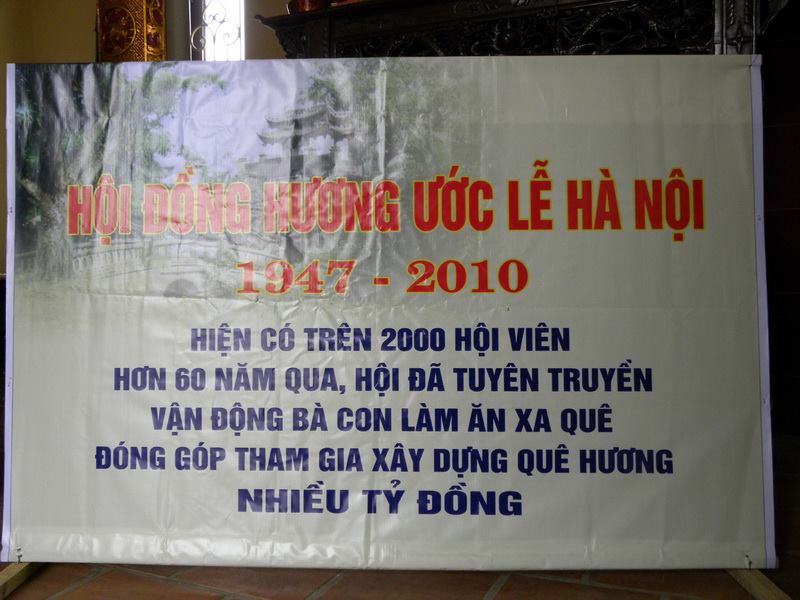 HỘI ĐỒNG HƯƠNG ƯỚC LỄ HÀ NỘI
1947 - 2010
HIỆN CÓ TRÊN 2000 HỘI VIÊN
HƠN 60 NĂM QUA, HỘI ĐÃ TUYÊN TRUYỀN
VẬN ĐỘNG BÀ CON LÀM ĂN XA QUÊ
ĐÓNG GÓP THAM GIA XÂY DỰNG QUÊ HƯƠNG
NHIỀU TỶ ĐỒNG